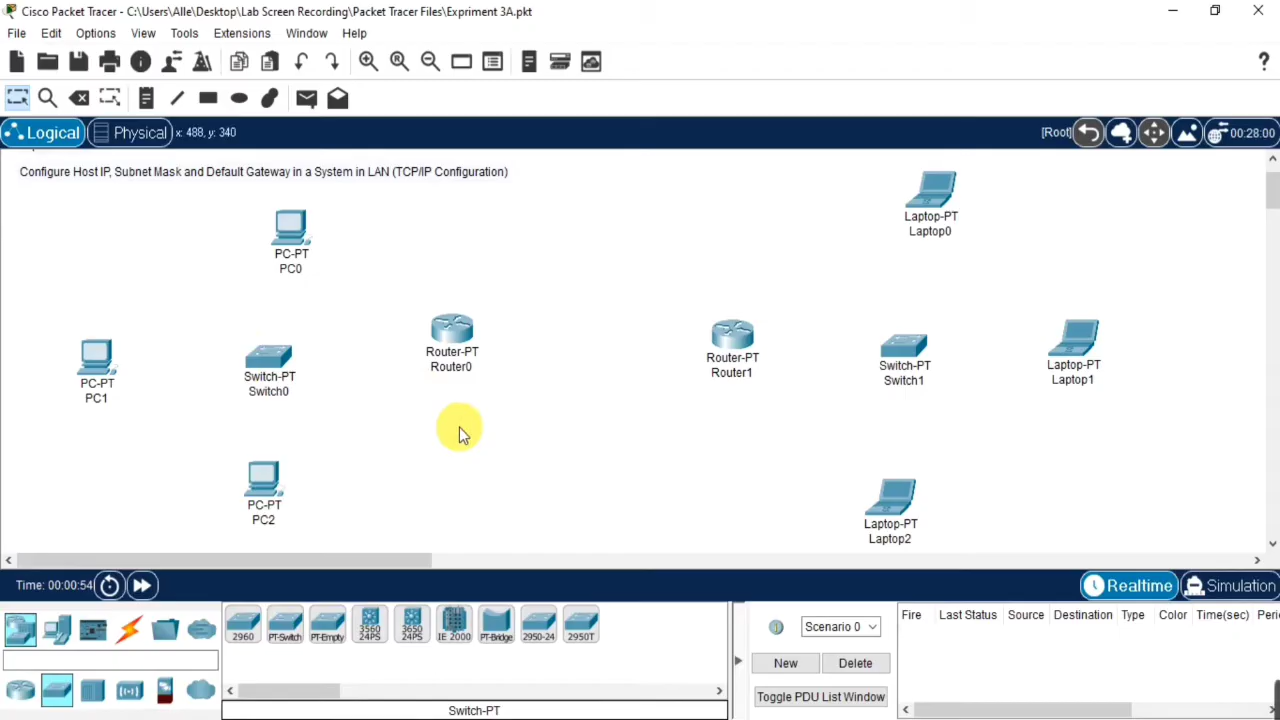 Cisco Packet Tracer - C:\Users\Alle\Desktop\Lab Screen Recording\Packet Tracer Files\Expriment 3A.pkt
File Edit Options View Tools Extensions Window Help
Logical Physical x: 488, y: 340 [Root] 00:28:00
Configure Host IP, Subnet Mask and Default Gateway in a System in LAN (TCP/IP Configuration)
Laptop-PT
Laptop0
PC-PT
PC0
Router-PT
Router0
Router-PT
Router1
Switch-PT
Switch1
Laptop-PT
Laptop1
PC-PT
PC1
Switch-PT
Switch0
PC-PT
PC2
Laptop-PT
Laptop2
Time: 00:00:54 Realtime Simulation
2960 PT-Switch PT-Empty 3560 24PS 3650 24PS IE 2000 PT-Bridge 2950-24 2950T
Switch-PT
Scenario 0
New Delete
Toggle PDU List Window
Fire Last Status Source Destination Type Color Time(sec) Peri